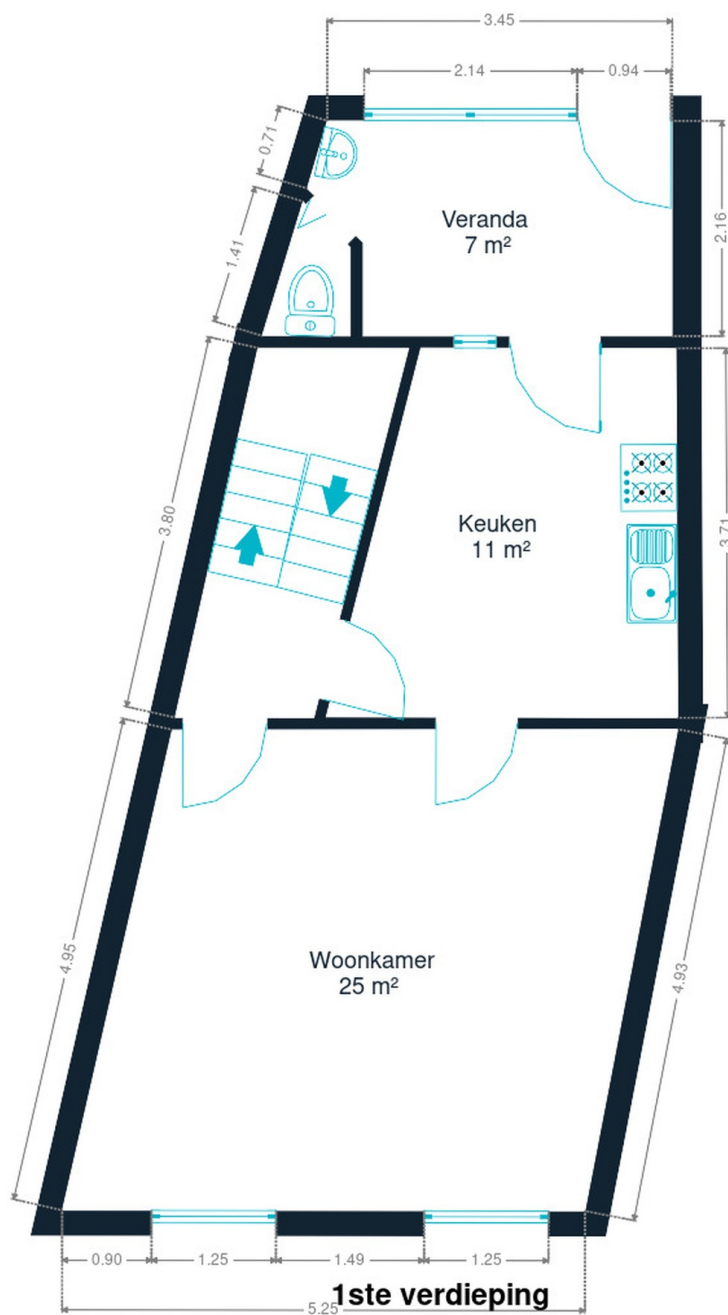 3.45
2.14
0.94
0.71
Veranda
7 m²
2.16
1.41
3.80
Keuken
11 m²
3.71
4.95
Woonkamer
25 m²
4.93
0.90
1.25
1.49
1.25
1ste verdieping
5.25